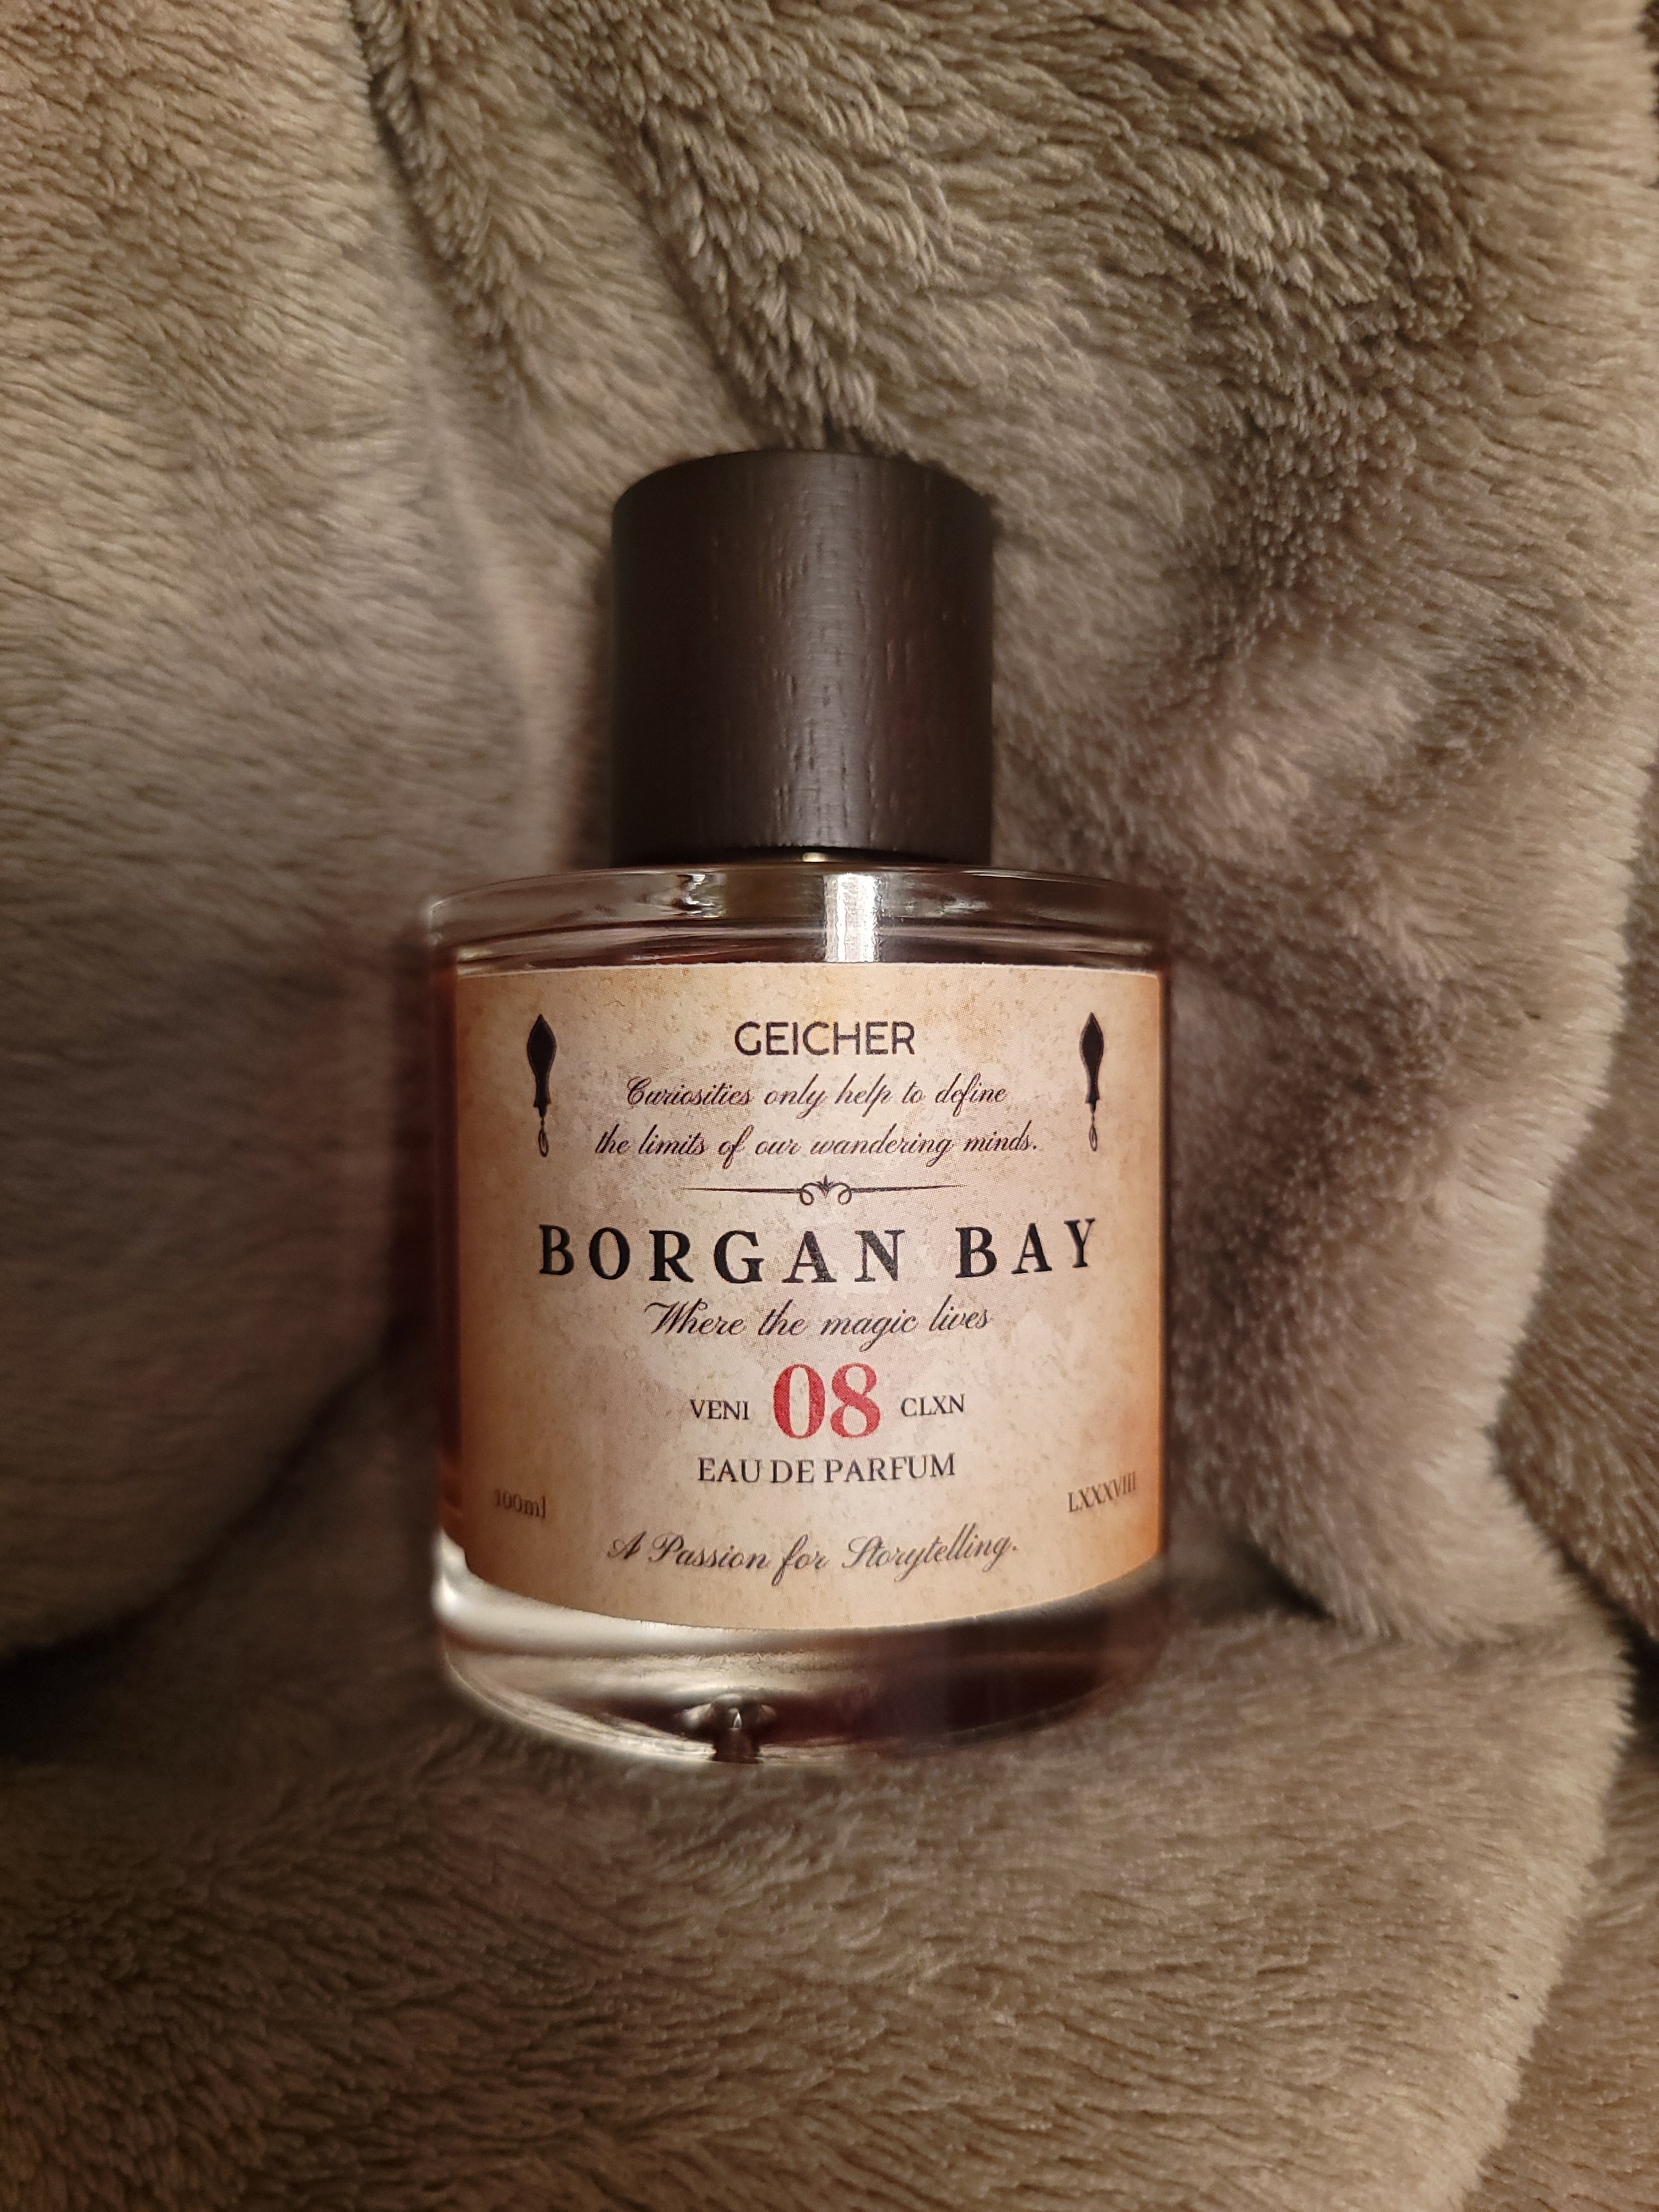 GEICHER
Curiosities only help to define
the limits of our wandering minds.
BORGAN BAY
Where the magic lives
VENI 08 CLXN
EAU DE PARFUM
100ml LXXXVIII
A Passion for Storytelling.